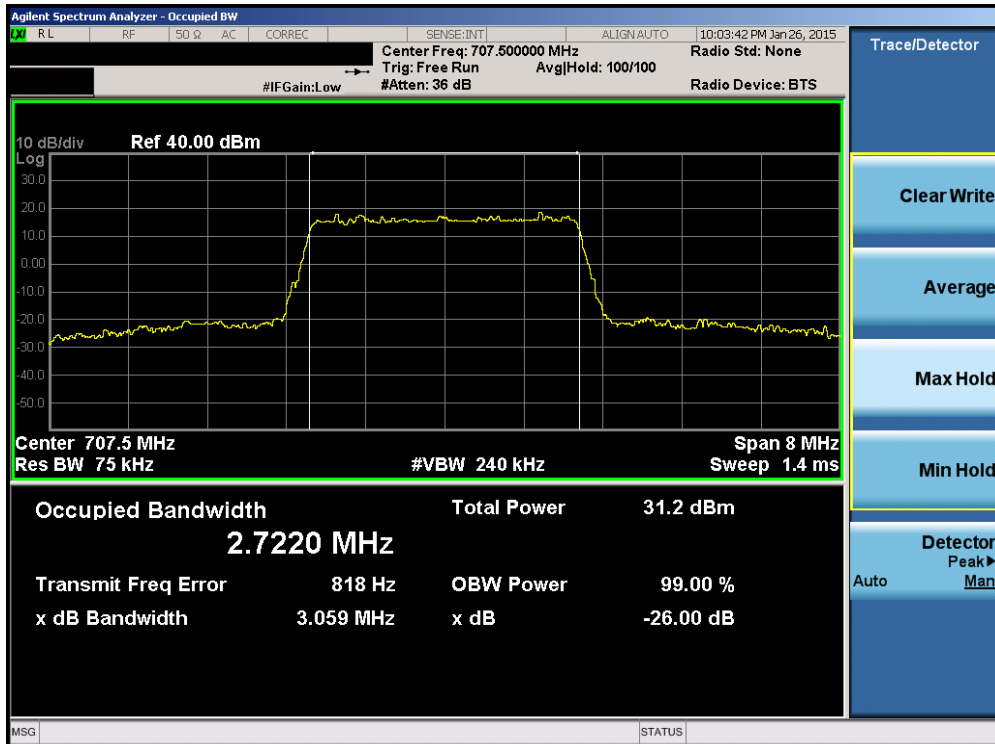 Agilent Spectrum Analyzer - Occupied BW
LXI RL RF 50 Ω AC CORREC SENSE:INT ALIGN AUTO 10:03:42 PM Jan 26, 2015
Center Freq: 707.500000 MHz Radio Std: None
Trig: Free Run Avg|Hold: 100/100
#IFGain:Low #Atten: 36 dB Radio Device: BTS
10 dB/div Ref 40.00 dBm
Log
30.0
20.0
10.0
0.00
-10.0
-20.0
-30.0
-40.0
-50.0
Center 707.5 MHz Span 8 MHz
Res BW 75 kHz #VBW 240 kHz Sweep 1.4 ms
Occupied Bandwidth Total Power 31.2 dBm
2.7220 MHz
Transmit Freq Error 818 Hz OBW Power 99.00 %
x dB Bandwidth 3.059 MHz x dB -26.00 dB
MSG STATUS
Trace/Detector
Clear Write
Average
Max Hold
Min Hold
Detector
Peak▶
Auto Man